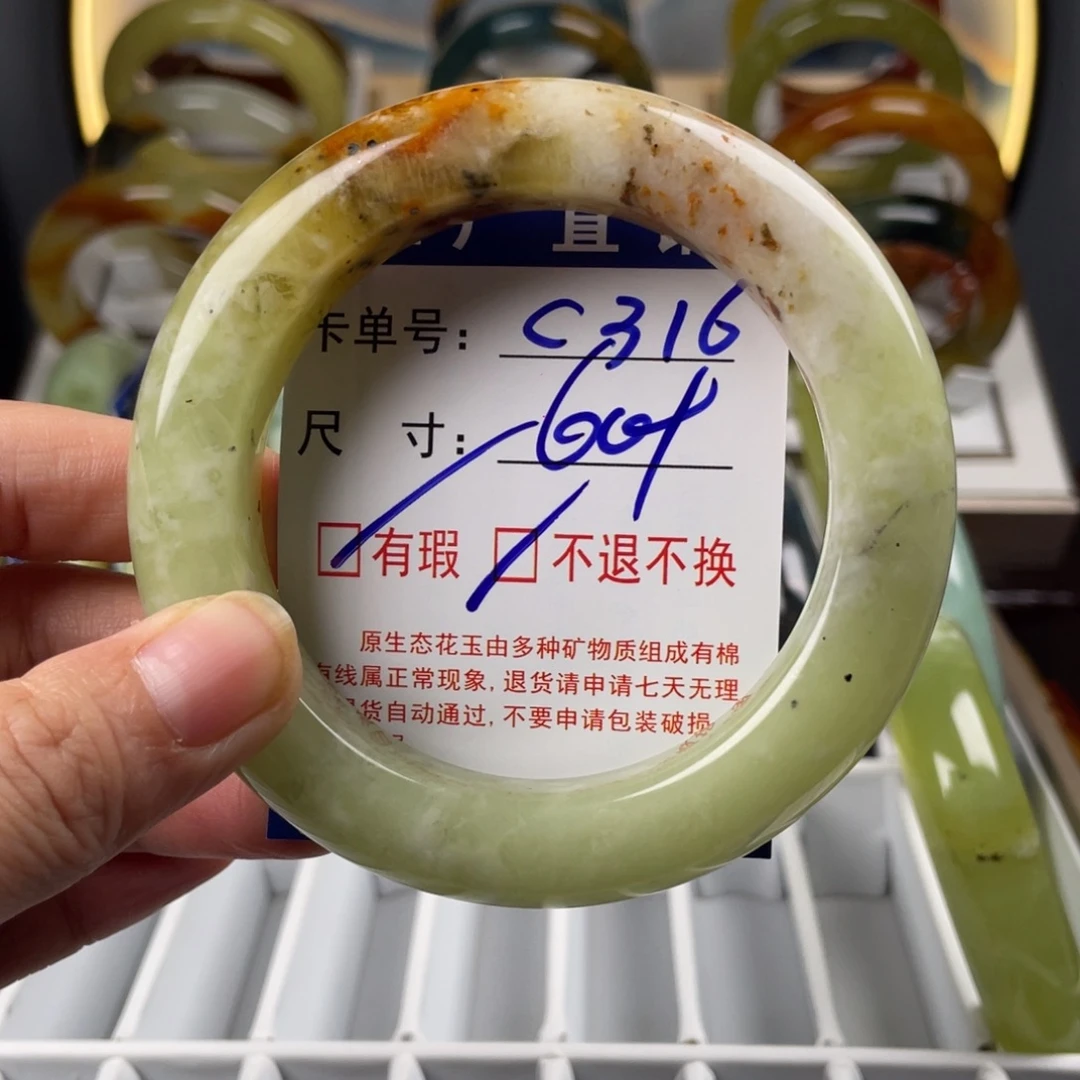 直
卡单号: C316
尺 寸: 60
□有瑕 □不退不换
原生态花玉由多种矿物质组成有棉
有线属正常现象, 退货请申请七天无理
货自动通过, 不要申请包装破损